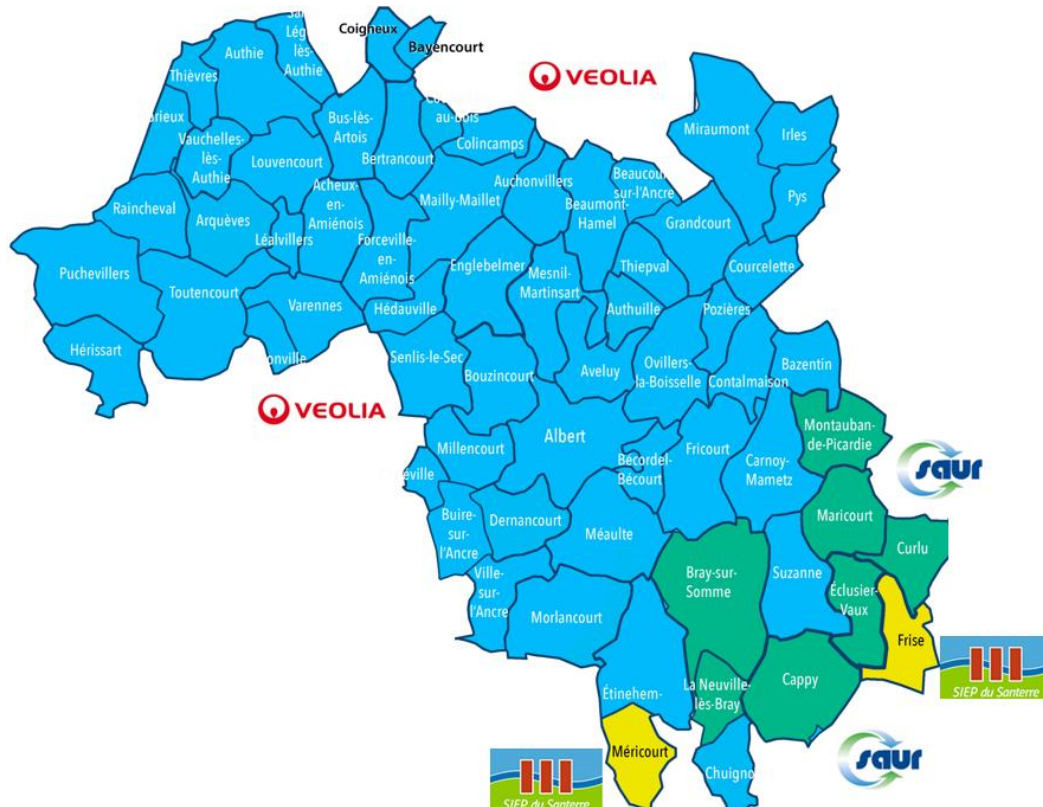 Coigneux
Bayencourt
VEOLIA
Authie
Lès-
Authie
Thièvres
Miraumont
Irles
Bus-lès-
Artois
au-Bois
Colincamps
Vauchelles-
lès-
Authie
Louvencourt
Bertrancourt
Raincheval
Arquèves
Acheux-
en-
Amiénois
Mailly-Maillet
Auchonvillers
Beaumont-
Hamel
sur-l'Ancre
Grandcourt
Pys
Léalvillers
Forceville-
en-
Amiénois
Puchevillers
Toutencourt
Varennes
Hédauville
Englebelmer
Mesnil-
Martinsart
Thiepval
Courcelette
Authuille
Pozières
Hérissart
Senlis-le-Sec
Bouzincourt
Aveluy
Ovillers-
la-Boisselle
Contalmaison
Bazentin
VEOLIA
Millencourt
Albert
Bécordel-
Bécourt
Fricourt
Carnoy-
Mametz
Montauban-
de-Picardie
saur
Buire-
sur-
l'Ancre
Dernancourt
Méaulte
Maricourt
Curlu
Ville-
sur-
l'Ancre
Morlancourt
Bray-sur-
Somme
Suzanne
Éclusier-
Vaux
Frise
SIEP du Santerre
Étinehem-
La Neuville-
lès-Bray
Cappy
Méricourt
Chuigno
saur
SIEP du Santerre